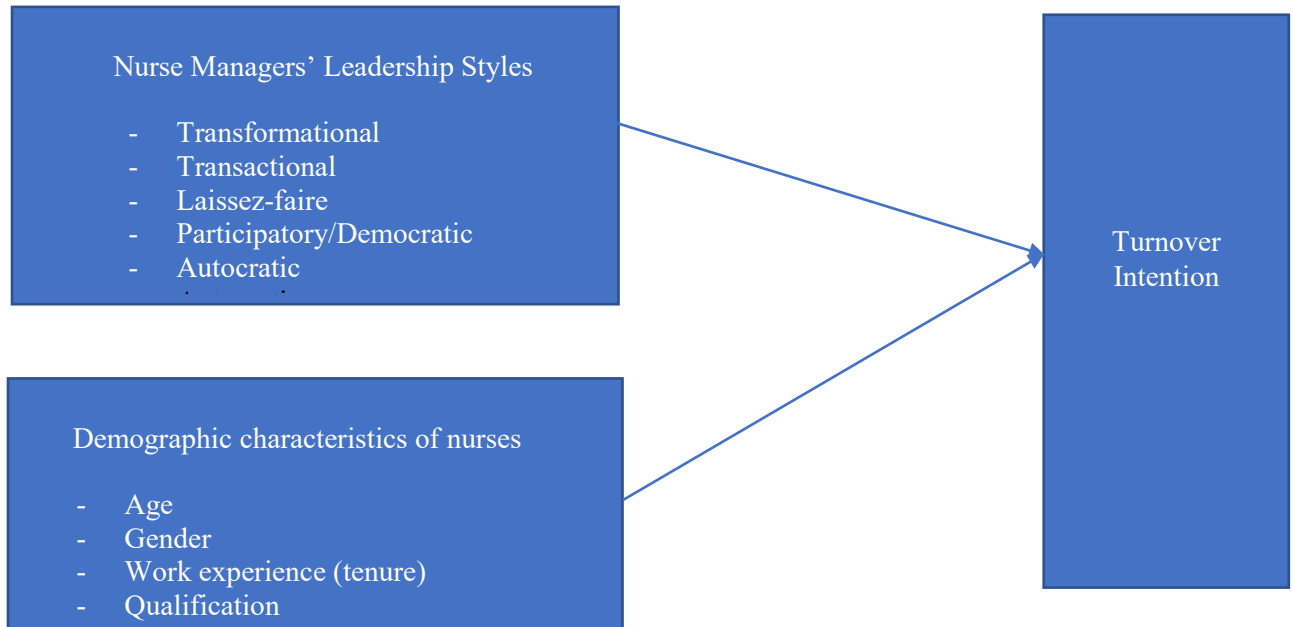 Nurse Managers’ Leadership Styles
- Transformational
- Transactional
- Laissez-faire
- Participatory/Democratic
- Autocratic
Turnover
Intention
Demographic characteristics of nurses
- Age
- Gender
- Work experience (tenure)
- Qualification